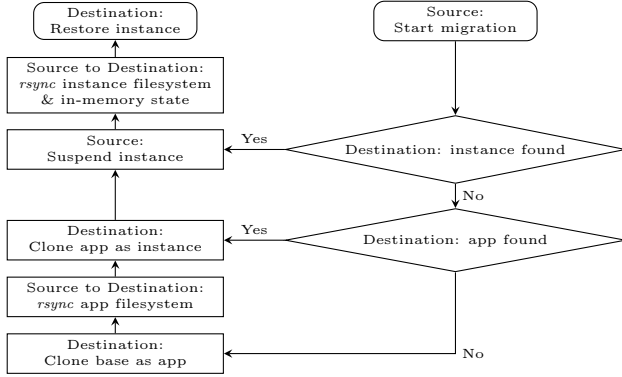 Destination:
Restore instance
Source:
Start migration
Source to Destination:
rsync instance filesystem
& in-memory state
Source:
Suspend instance
Yes
Destination: instance found
No
Destination:
Clone app as instance
Yes
Destination: app found
Source to Destination:
rsync app filesystem
Destination:
Clone base as app
No